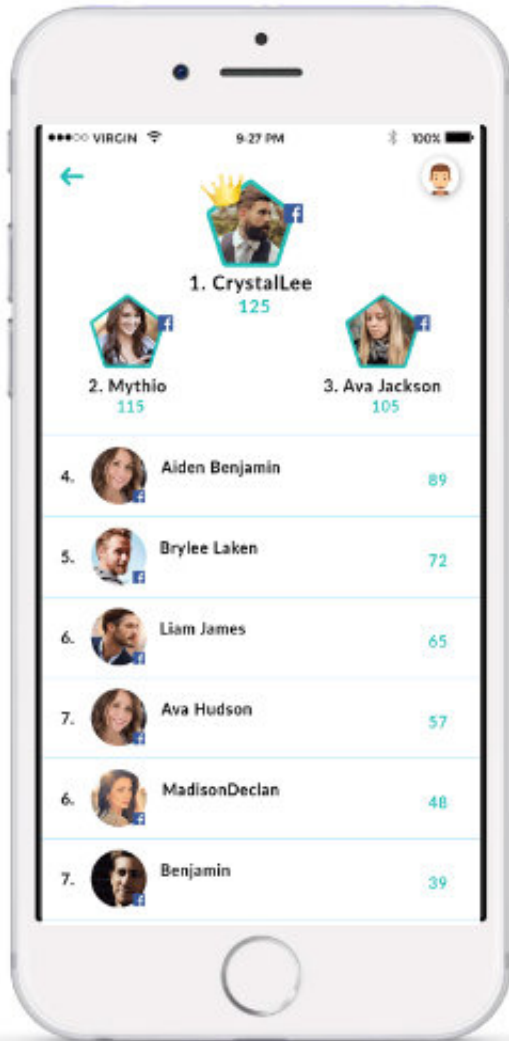 VIRGIN 9-27 PM 100%
1. CrystalLee
125
2. Mythio
115
3. Ava Jackson
105
4. Aiden Benjamin 89
5. Brylee Laken 72
6. Liam James 65
7. Ava Hudson 57
6. MadisonDeclan 48
7. Benjamin 39